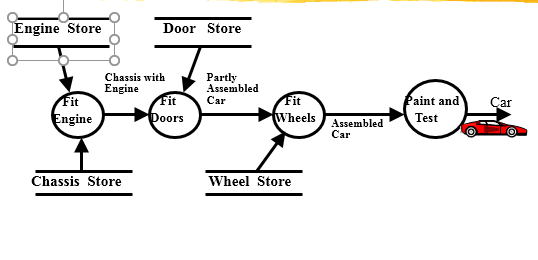 Engine Store
Door Store
Chassis with
Engine
Partly
Assembled
Car
Fit
Engine
Fit
Doors
Fit
Wheels
Assembled
Car
Paint and
Test
Car
Chassis Store
Wheel Store